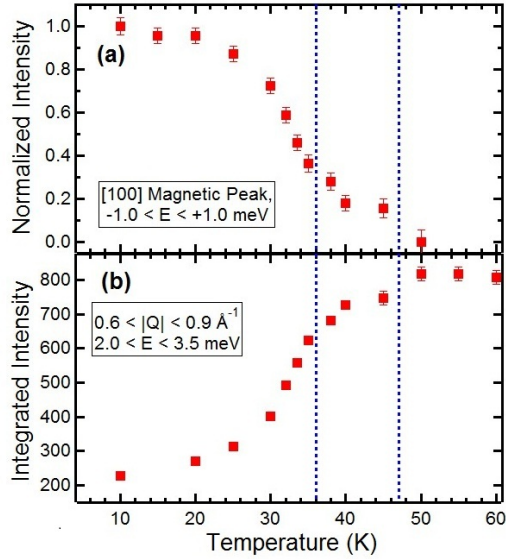 1.0
0.8
0.6
0.4
0.2
0.0
Normalized Intensity
(a)
[100] Magnetic Peak,
-1.0 < E < +1.0 meV
800
700
600
500
400
300
200
Integrated Intensity
(b)
0.6 < |Q| < 0.9 Å⁻¹
2.0 < E < 3.5 meV
10 20 30 40 50 60
Temperature (K)